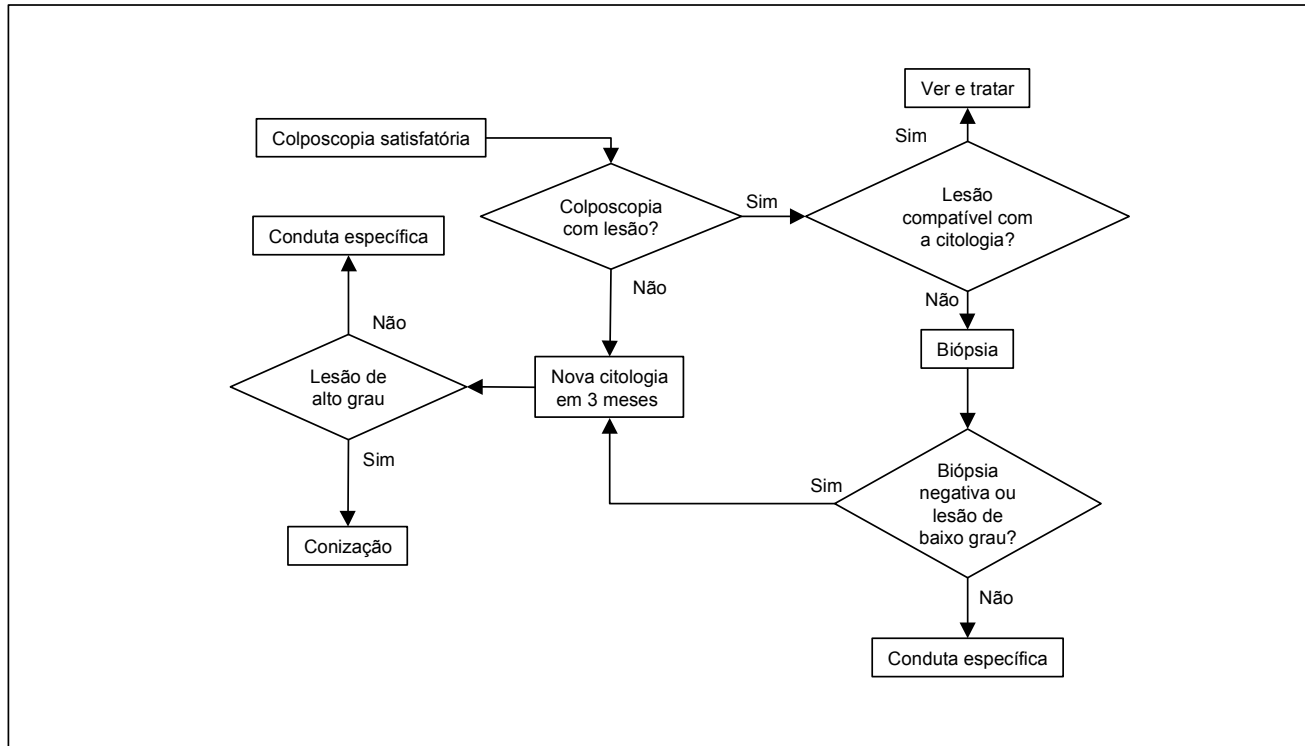 Colposcopia satisfatória
Colposcopia
com lesão?
Sim
Lesão
compatível com
a citologia?
Sim
Ver e tratar
Não
Biópsia
Biópsia
negativa ou
lesão de
baixo grau?
Não
Conduta específica
Sim
Não
Nova citologia
em 3 meses
Lesão de
alto grau
Não
Conduta específica
Sim
Conização